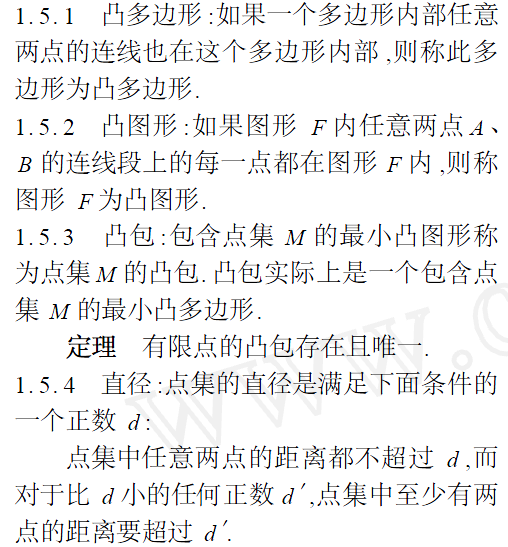 1.5.1 凸多边形:如果一个多边形内部任意
两点的连线也在这个多边形内部,则称此多
边形为凸多边形.
1.5.2 凸图形:如果图形 F 内任意两点A、
B 的连线段上的每一点都在图形 F 内,则称
图形 F 为凸图形.
1.5.3 凸包:包含点集 M 的最小凸图形称
为点集M 的凸包.凸包实际上是一个包含点
集 M 的最小凸多边形.
定理 有限点的凸包存在且唯一.
1.5.4 直径:点集的直径是满足下面条件的
一个正数 d:
点集中任意两点的距离都不超过 d,而
对于比 d 小的任何正数 d′,点集中至少有两
点的距离要超过 d′.
www.